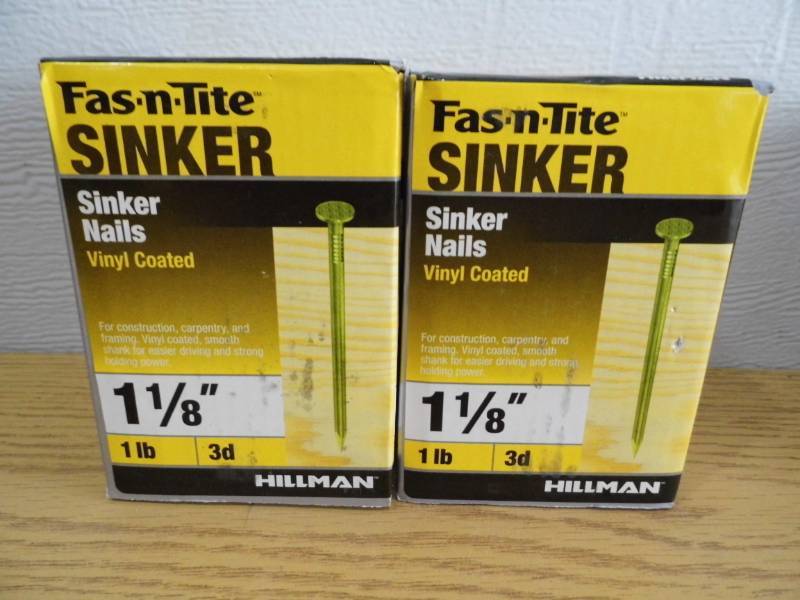 Fas·n·Tite™
SINKER
Sinker
Nails
Vinyl Coated
For construction, carpentry, and
framing. Vinyl coated, smooth
shank for easier driving and strong
holding power.
1 1/8"
1 lb 3d
HILLMAN
HILLMAN
Fas·n·Tite™
SINKER
Sinker
Nails
Vinyl Coated
For construction, carpentry, and
framing. Vinyl coated, smooth
shank for easier driving and strong
holding power.
1 1/8"
1 lb 3d
HILLMAN